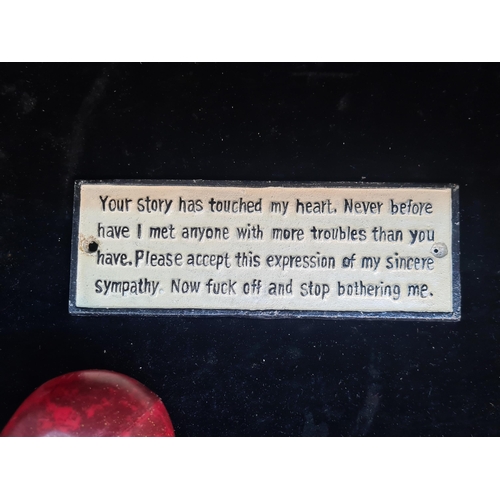 Your story has touched my heart. Never before
have I met anyone with more troubles than you
have. Please accept this expression of my sincere
sympathy. Now fuck off and stop bothering me.